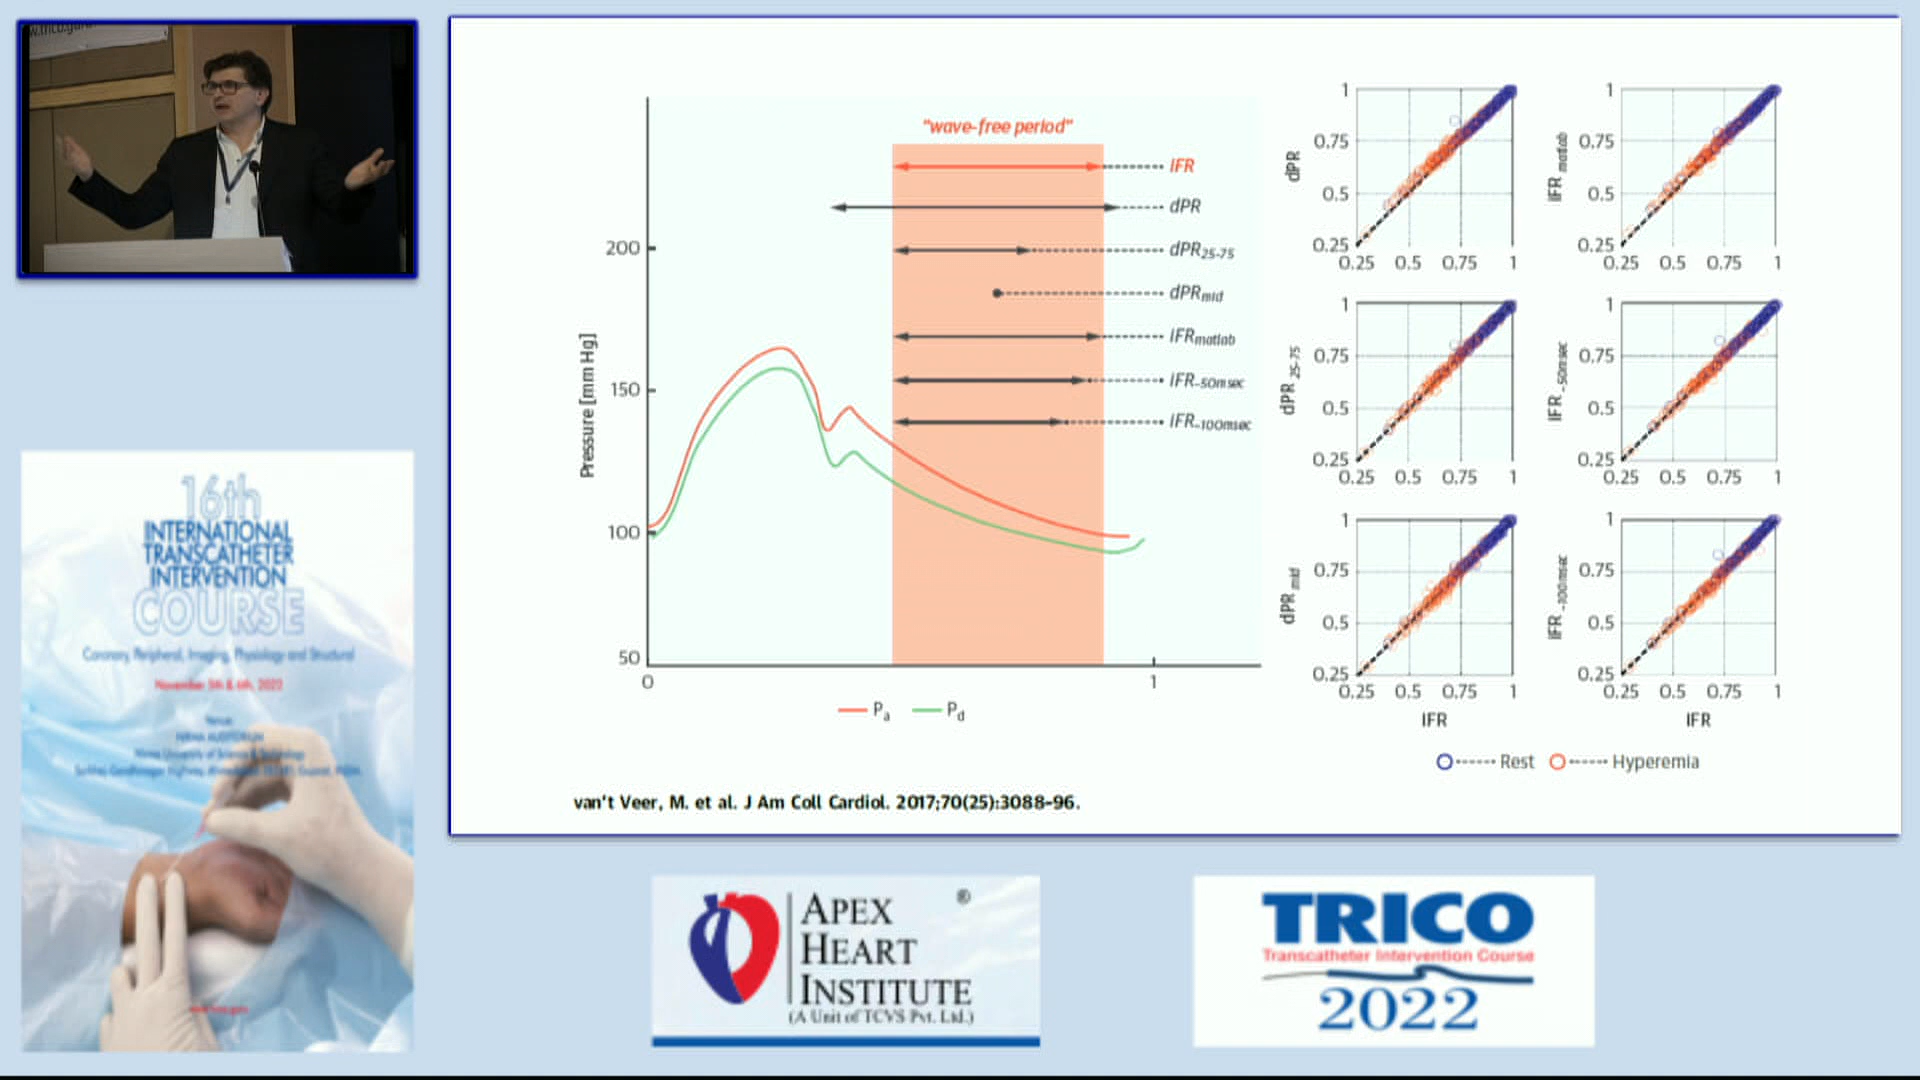 "wave-free period"
iFR
dPR
dPR25-75
dPRmid
iFRmatlab
iFR-50msec
iFR-100msec
Pressure [mm Hg]
200
150
100
50
0
1
Pa
Pd
dPR
1
0.75
0.5
0.25
0.25 0.5 0.75 1
iFR matlab
1
0.75
0.5
0.25
0.25 0.5 0.75 1
dPR 25-75
1
0.75
0.5
0.25
0.25 0.5 0.75 1
iFR -50msec
1
0.75
0.5
0.25
0.25 0.5 0.75 1
dPR mid
1
0.75
0.5
0.25
0.25 0.5 0.75 1
iFR
iFR -100msec
1
0.75
0.5
0.25
0.25 0.5 0.75 1
iFR
Rest Hyperemia
van't Veer, M. et al. J Am Coll Cardiol. 2017;70(25):3088-96.
16th
INTERNATIONAL
TRANSCATHETER
INTERVENTION
COURSE
Coronary, Peripheral, Imaging, Physiology and Structural
November 5th & 6th, 2022
Venue
APEX
HEART
INSTITUTE
®
(A Unit of TCVS Pvt. Ltd.)
TRICO
Transcatheter Intervention Course
2022